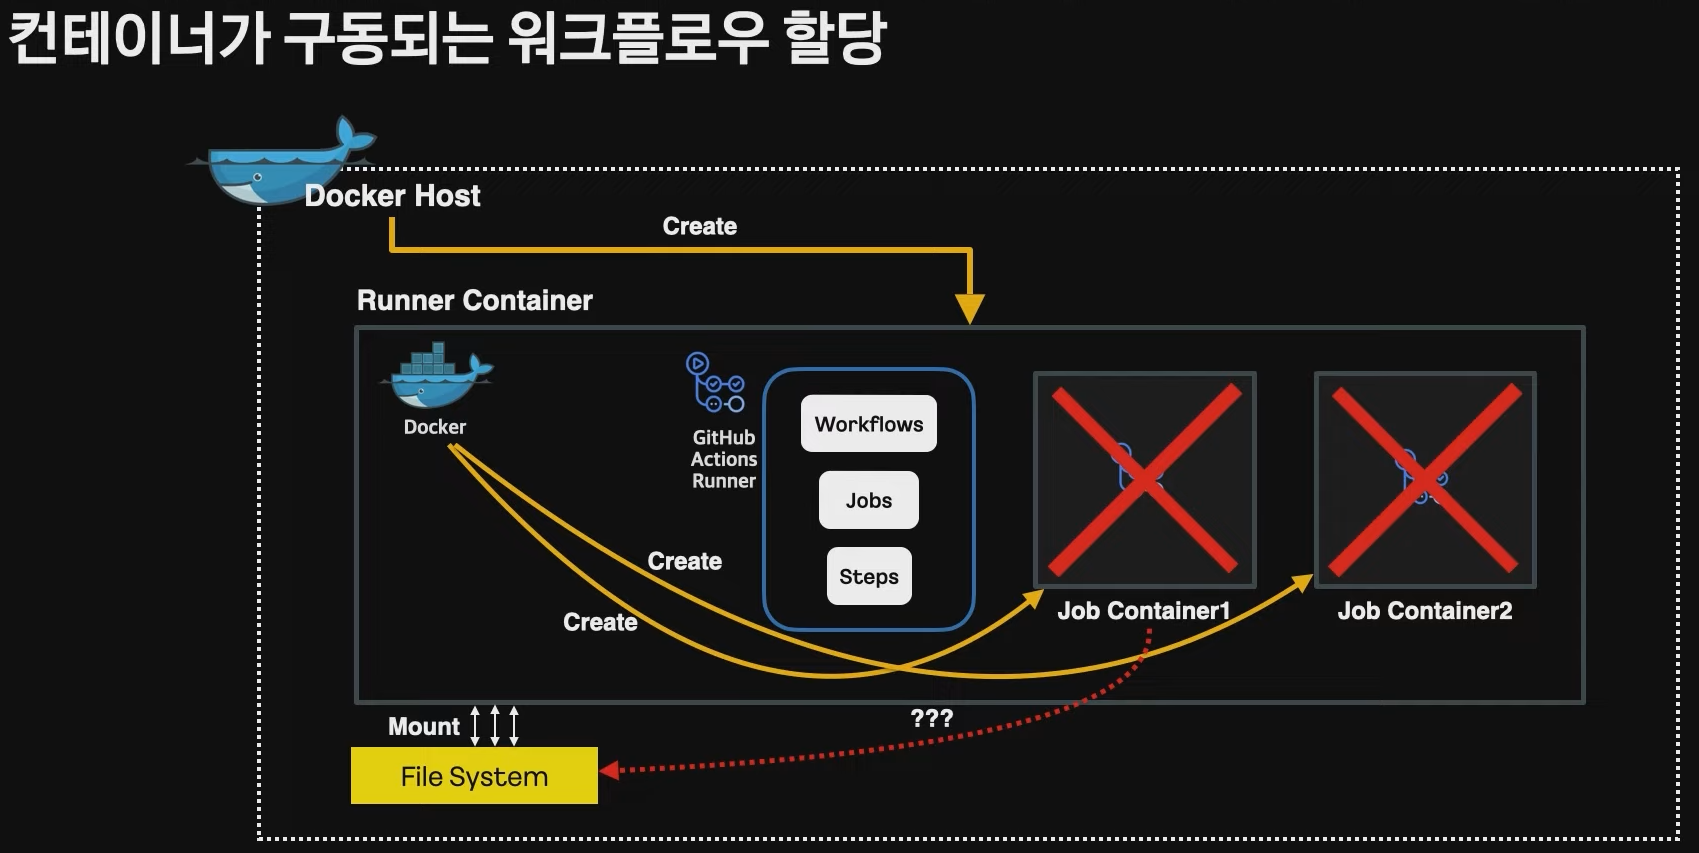 컨테이너가 구동되는 워크플로우 할당
Docker Host
Create
Runner Container
Docker
GitHub
Actions
Runner
Workflows
Jobs
Steps
Create
Create
Job Container1
Job Container2
Mount
???
File System